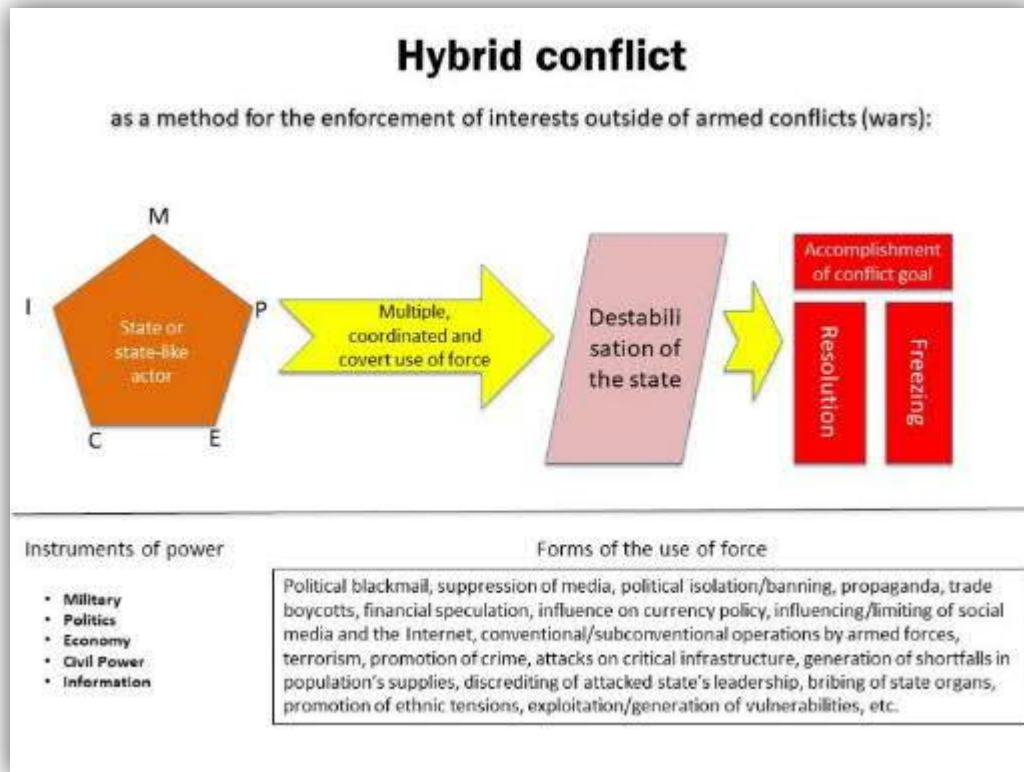 Hybrid conflict
as a method for the enforcement of interests outside of armed conflicts (wars):
M
I
P
C
E
State or
state-like
actor
Multiple,
coordinated and
covert use of force
Destabili
sation of
the state
Accomplishment
of conflict goal
Resolution
Freezing
Instruments of power
• Military
• Politics
• Economy
• Civil Power
• Information
Forms of the use of force
Political blackmail, suppression of media, political isolation/banning, propaganda, trade
boycotts, financial speculation, influence on currency policy, influencing/limiting of social
media and the Internet, conventional/subconventional operations by armed forces,
terrorism, promotion of crime, attacks on critical infrastructure, generation of shortfalls in
population's supplies, discrediting of attacked state's leadership, bribing of state organs,
promotion of ethnic tensions, exploitation/generation of vulnerabilities, etc.